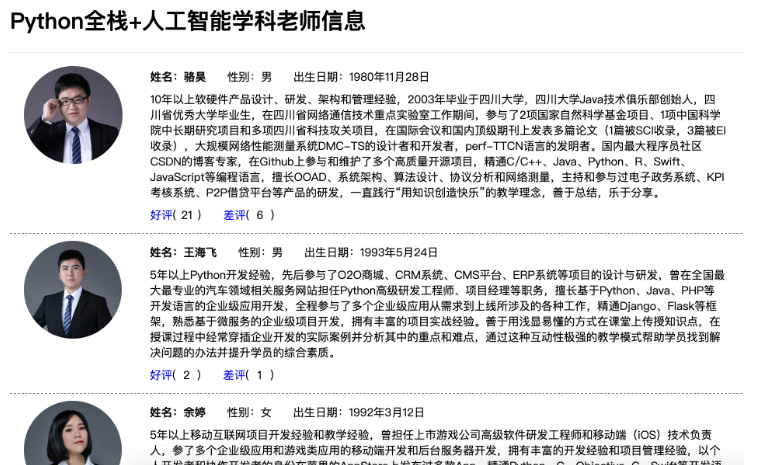 Python全栈+人工智能学科老师信息
姓名：骆昊 性别：男 出生日期：1980年11月28日
10年以上软硬件产品设计、研发、架构和管理经验，2003年毕业于四川大学，四川大学Java技术俱乐部创始人，四
川省优秀大学毕业生，在四川省网络通信技术重点实验室工作期间，参与了2项国家自然科学基金项目、1项中国科学
院中长期研究项目和多项四川省科技攻关项目，在国际会议和国内顶级期刊上发表多篇论文（1篇被SCI收录，3篇被EI
收录），大规模网络性能测量系统DMC-TS的设计者和开发者，perf-TTCN语言的发明者。国内最大程序员社区
CSDN的博客专家，在Github上参与和维护了多个高质量开源项目，精通C/C++、Java、Python、R、Swift、
JavaScript等编程语言，擅长OOAD、系统架构、算法设计、协议分析和网络测量，主持和参与过电子政务系统、KPI
考核系统、P2P借贷平台等产品的研发，一直践行“用知识创造快乐”的教学理念，善于总结，乐于分享。
好评( 21 ) 差评( 6 )
姓名：王海飞 性别：男 出生日期：1993年5月24日
5年以上Python开发经验，先后参与了O2O商城、CRM系统、CMS平台、ERP系统等项目的设计与研发，曾在全国最
大最专业的汽车领域相关服务网站担任Python高级研发工程师、项目经理等职务，擅长基于Python、Java、PHP等
开发语言的企业级应用开发，全程参与了多个企业级应用从需求到上线所涉及的各种工作，精通Django、Flask等框
架，熟悉基于微服务的企业级项目开发，拥有丰富的项目实战经验。善于用浅显易懂的方式在课堂上传授知识点，在
授课过程中经常穿插企业开发的实际案例并分析其中的重点和难点，通过这种互动性极强的教学模式帮助学员找到解
决问题的办法并提升学员的综合素质。
好评( 2 ) 差评( 1 )
姓名：余婷 性别：女 出生日期：1992年3月12日
5年以上移动互联网项目开发经验和教学经验，曾担任上市游戏公司高级软件研发工程师和移动端（iOS）技术负责
人，参了多个企业级应用和游戏类应用的移动端开发和后台服务器开发，拥有丰富的开发经验和项目管理经验，以个